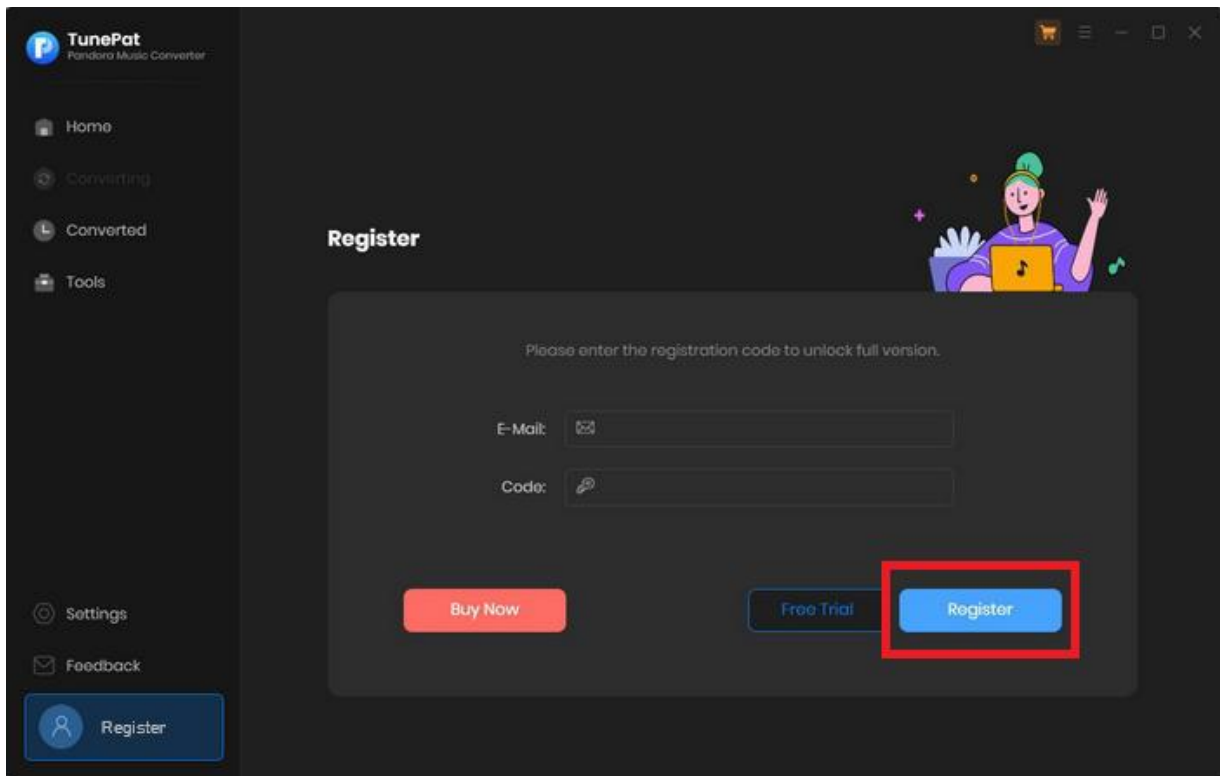 TunePat
Pandora Music Converter
Home
Converting
Converted
Tools
Register
Please enter the registration code to unlock full version.
E-Mail:
Code:
Buy Now
Free Trial
Register
Settings
Feedback
Register